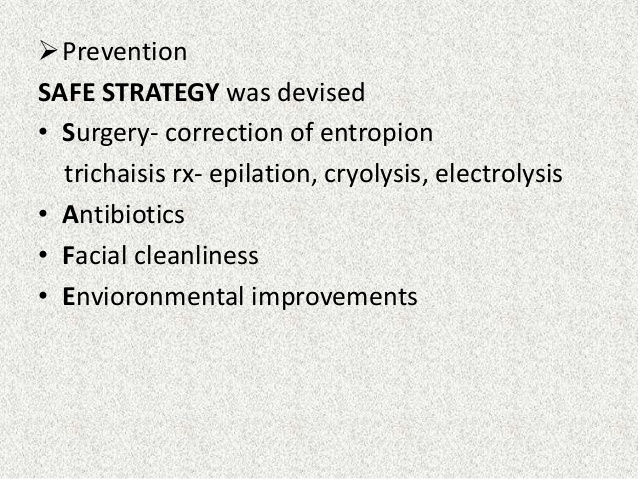 ➢Prevention
SAFE STRATEGY was devised
• Surgery- correction of entropion
trichaisis rx- epilation, cryolysis, electrolysis
• Antibiotics
• Facial cleanliness
• Envioronmental improvements